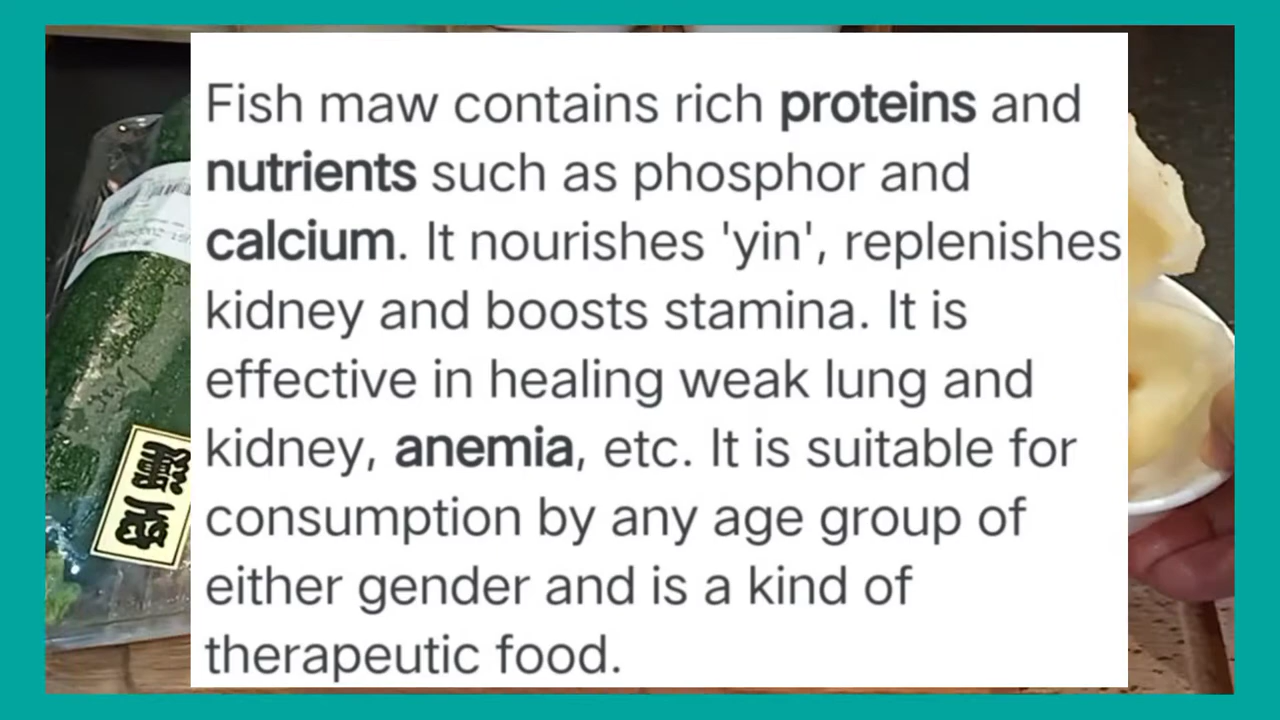 Fish maw contains rich proteins and
nutrients such as phosphor and
calcium. It nourishes 'yin', replenishes
kidney and boosts stamina. It is
effective in healing weak lung and
kidney, anemia, etc. It is suitable for
consumption by any age group of
either gender and is a kind of
therapeutic food.